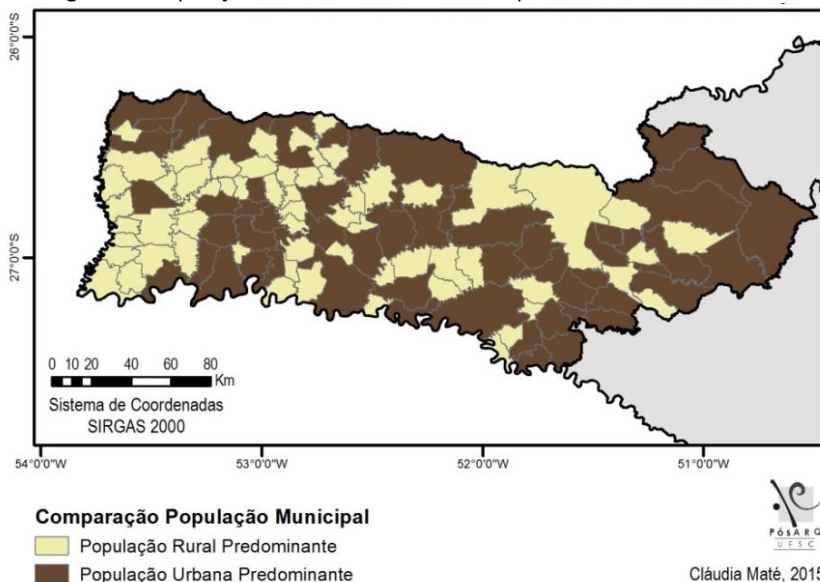 26°0'0"S
27°0'0"S
0 10 20 40 60 80
Km
Sistema de Coordenadas
SIRGAS 2000
54°0'0"W 53°0'0"W 52°0'0"W 51°0'0"W
Comparação População Municipal
População Rural Predominante
População Urbana Predominante
PósARQ
UFSC
Cláudia Maté, 2015